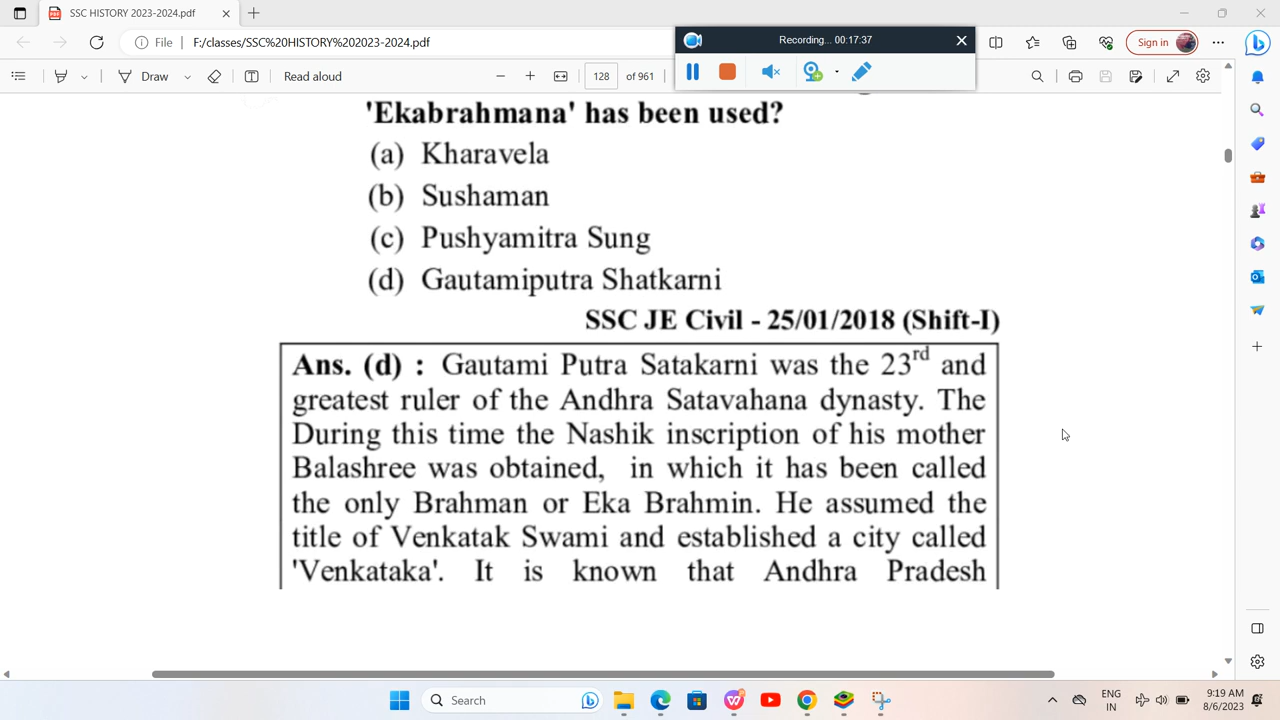 SSC HISTORY 2023-2024.pdf
Recording... 00:17:37
File F:/classes/SSC%20HISTORY%202023-2024.pdf
Sign in
Draw
Read aloud
128 of 961
'Ekabrahmana' has been used?
(a) Kharavela
(b) Sushaman
(c) Pushyamitra Sung
(d) Gautamiputra Shatkarni
SSC JE Civil - 25/01/2018 (Shift-I)
Ans. (d) : Gautami Putra Satakarni was the 23rd and
greatest ruler of the Andhra Satavahana dynasty. The
During this time the Nashik inscription of his mother
Balashree was obtained, in which it has been called
the only Brahman or Eka Brahmin. He assumed the
title of Venkatak Swami and established a city called
'Venkataka'. It is known that Andhra Pradesh
Search
ENG
IN
9:19 AM
8/6/2023